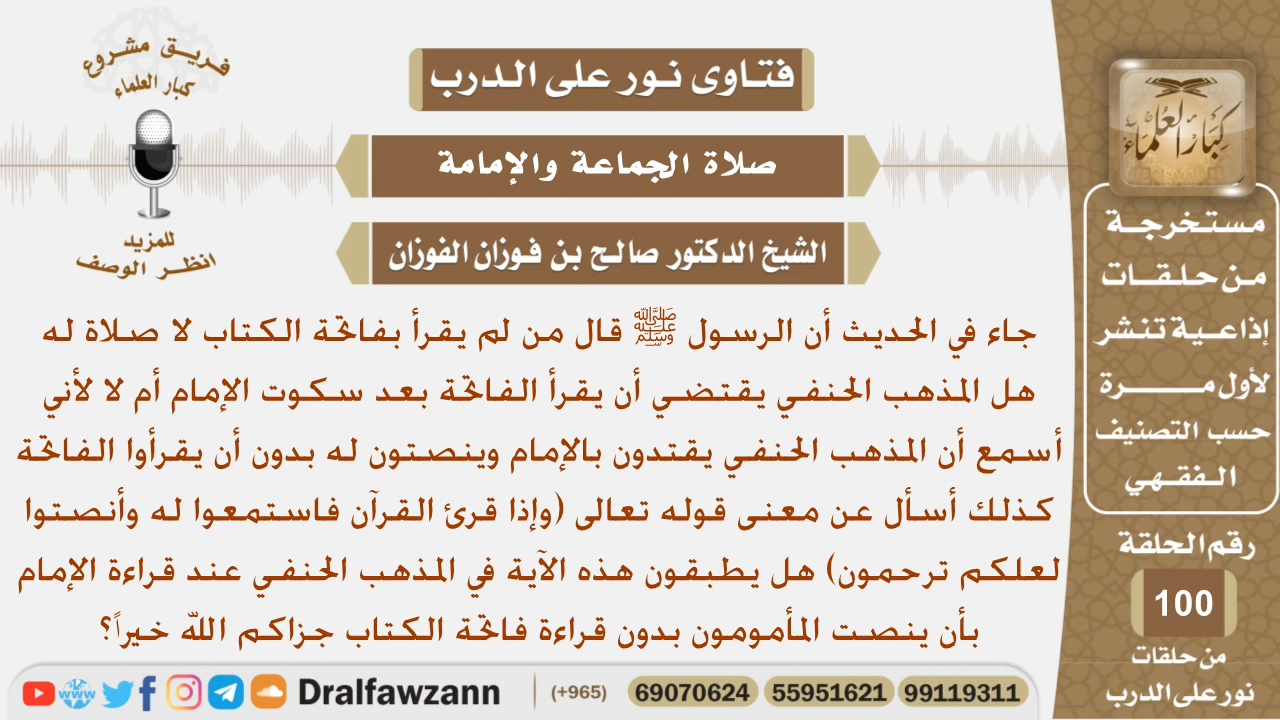 فريق مشروع
كبار العلماء
للمزيد
انظر الوصف
فتاوى نور على الدرب
صلاة الجماعة والإمامة
الشيخ الدكتور صالح بن فوزان الفوزان
جاء في الحديث أن الرسول ﷺ قال من لم يقرأ بفاتحة الكتاب لا صلاة له
هل المذهب الحنفي يقتضي أن يقرأ الفاتحة بعد سكوت الإمام أم لا لأني
أسمع أن المذهب الحنفي يقتدون بالإمام وينصتون له بدون أن يقرأوا الفاتحة
كذلك أسأل عن معنى قوله تعالى (وإذا قرئ القرآن فاستمعوا له وأنصتوا
لعلكم ترحمون) هل يطبقون هذه الآية في المذهب الحنفي عند قراءة الإمام
بأن ينصت المأمومون بدون قراءة فاتحة الكتاب جزاكم الله خيراً؟
كبار العلماء
مستخرجة
من حلقات
إذاعية تنشر
لأول مرة
حسب التصنيف
الفقهي
رقم الحلقة
100
من حلقات
نور على الدرب
www
Dralfawzann
(+965)
69070624
55951621
99119311